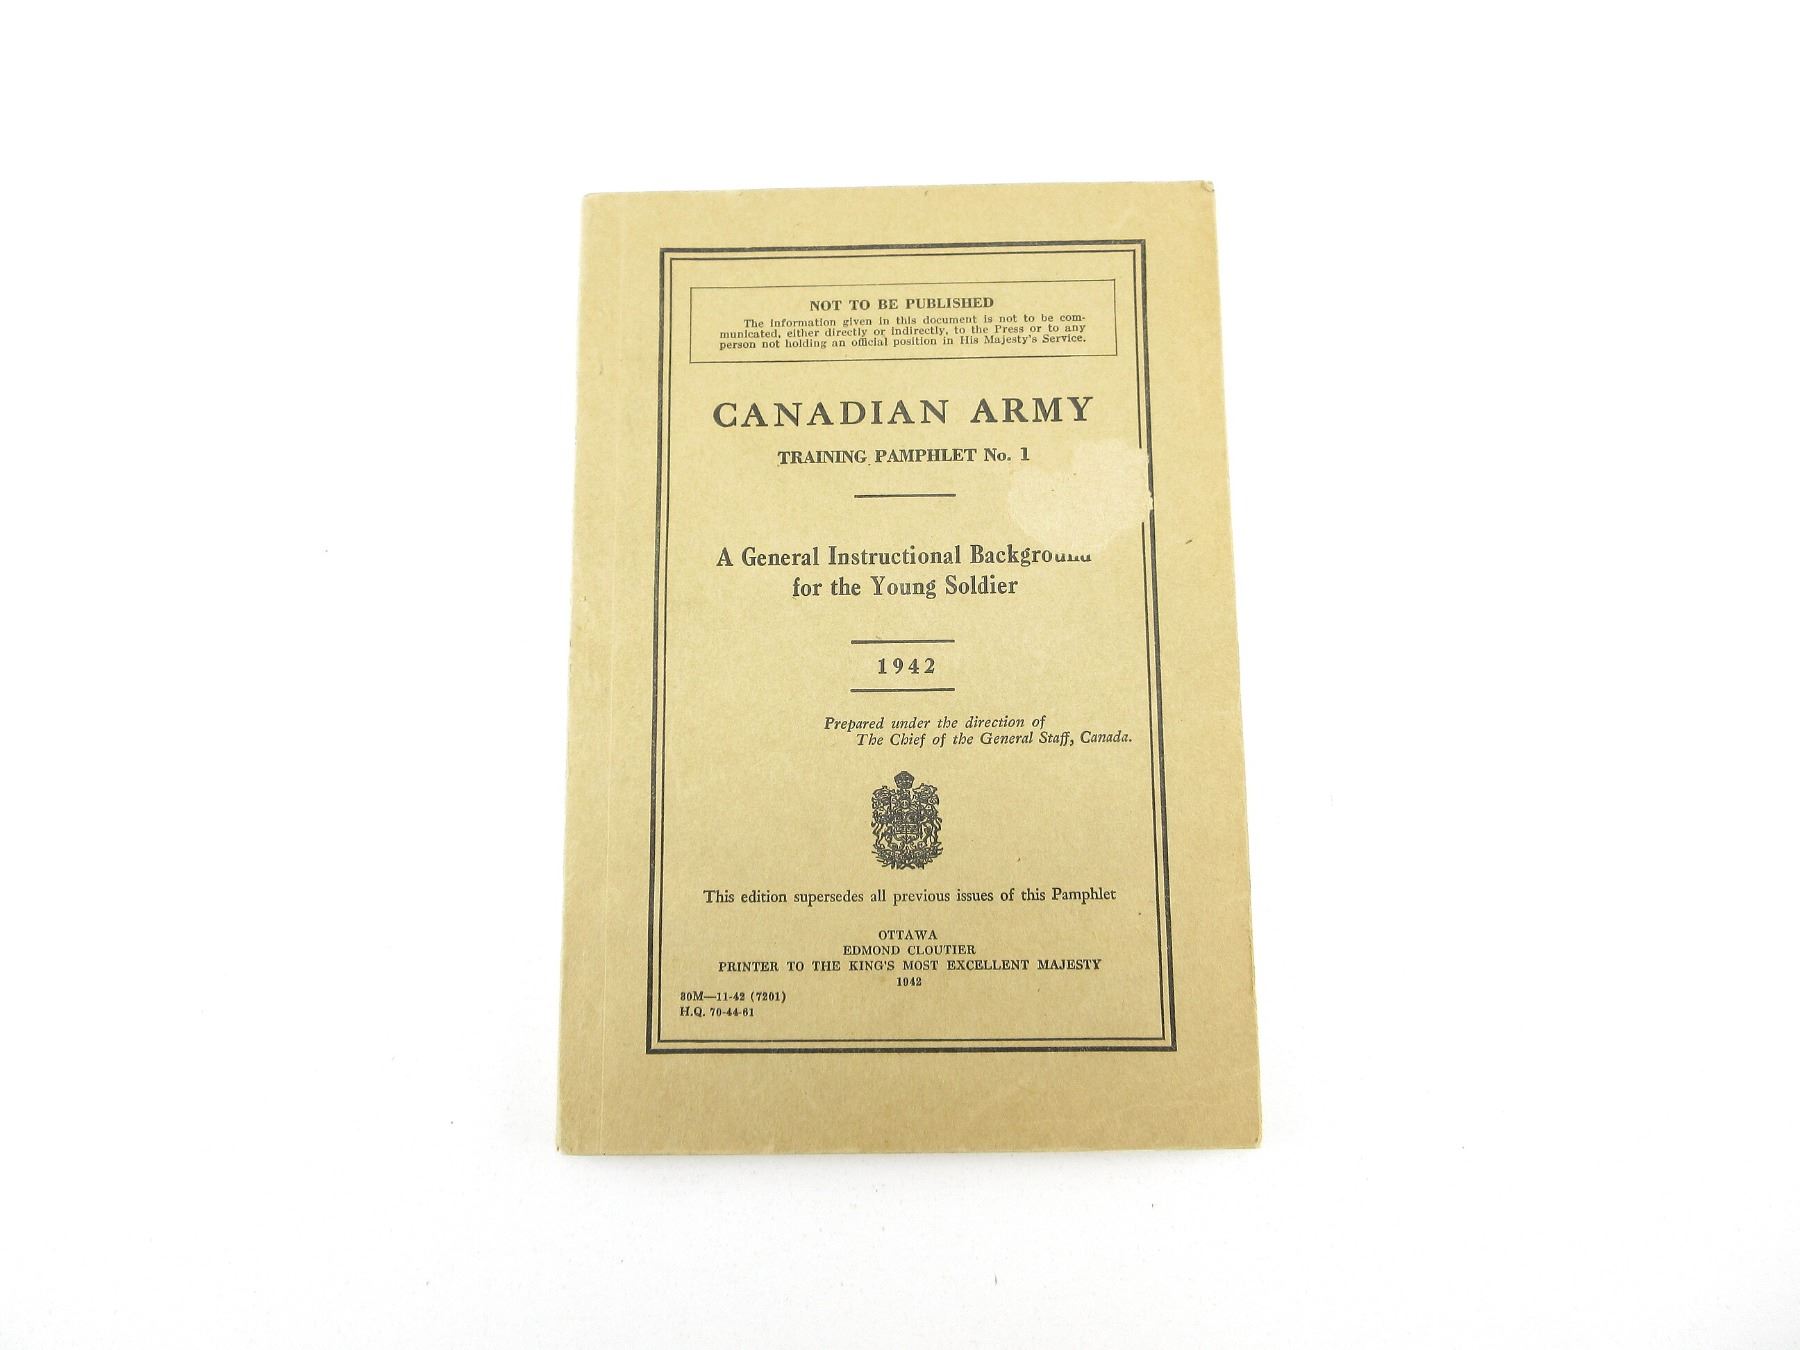 NOT TO BE PUBLISHED
The information given in this document is not to be com-
municated, either directly or indirectly, to the Press or to any
person not holding an official position in His Majesty's Service.
CANADIAN ARMY
TRAINING PAMPHLET No. 1
A General Instructional Background
for the Young Soldier
1942
Prepared under the direction of
The Chief of the General Staff, Canada.
This edition supersedes all previous issues of this Pamphlet
OTTAWA
EDMOND CLOUTIER
PRINTER TO THE KING'S MOST EXCELLENT MAJESTY
1942
30M—11-42 (7201)
H.Q. 70-44-61